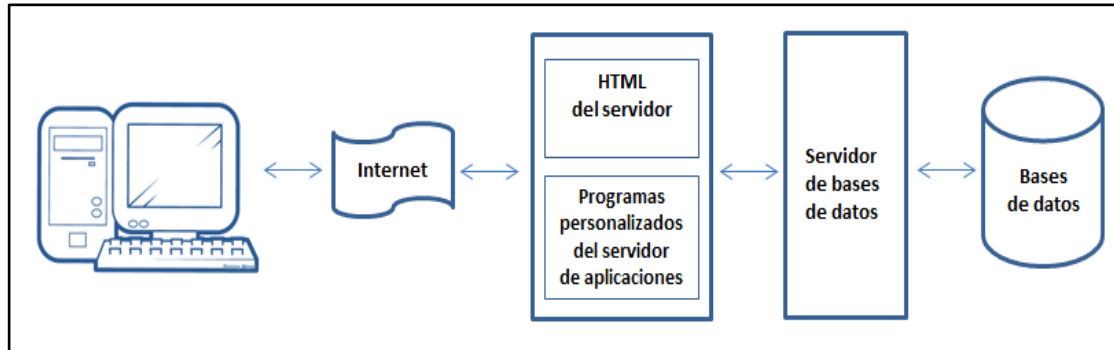 Internet
HTML
del servidor
Programas
personalizados
del servidor
de aplicaciones
Servidor
de bases
de datos
Bases
de datos